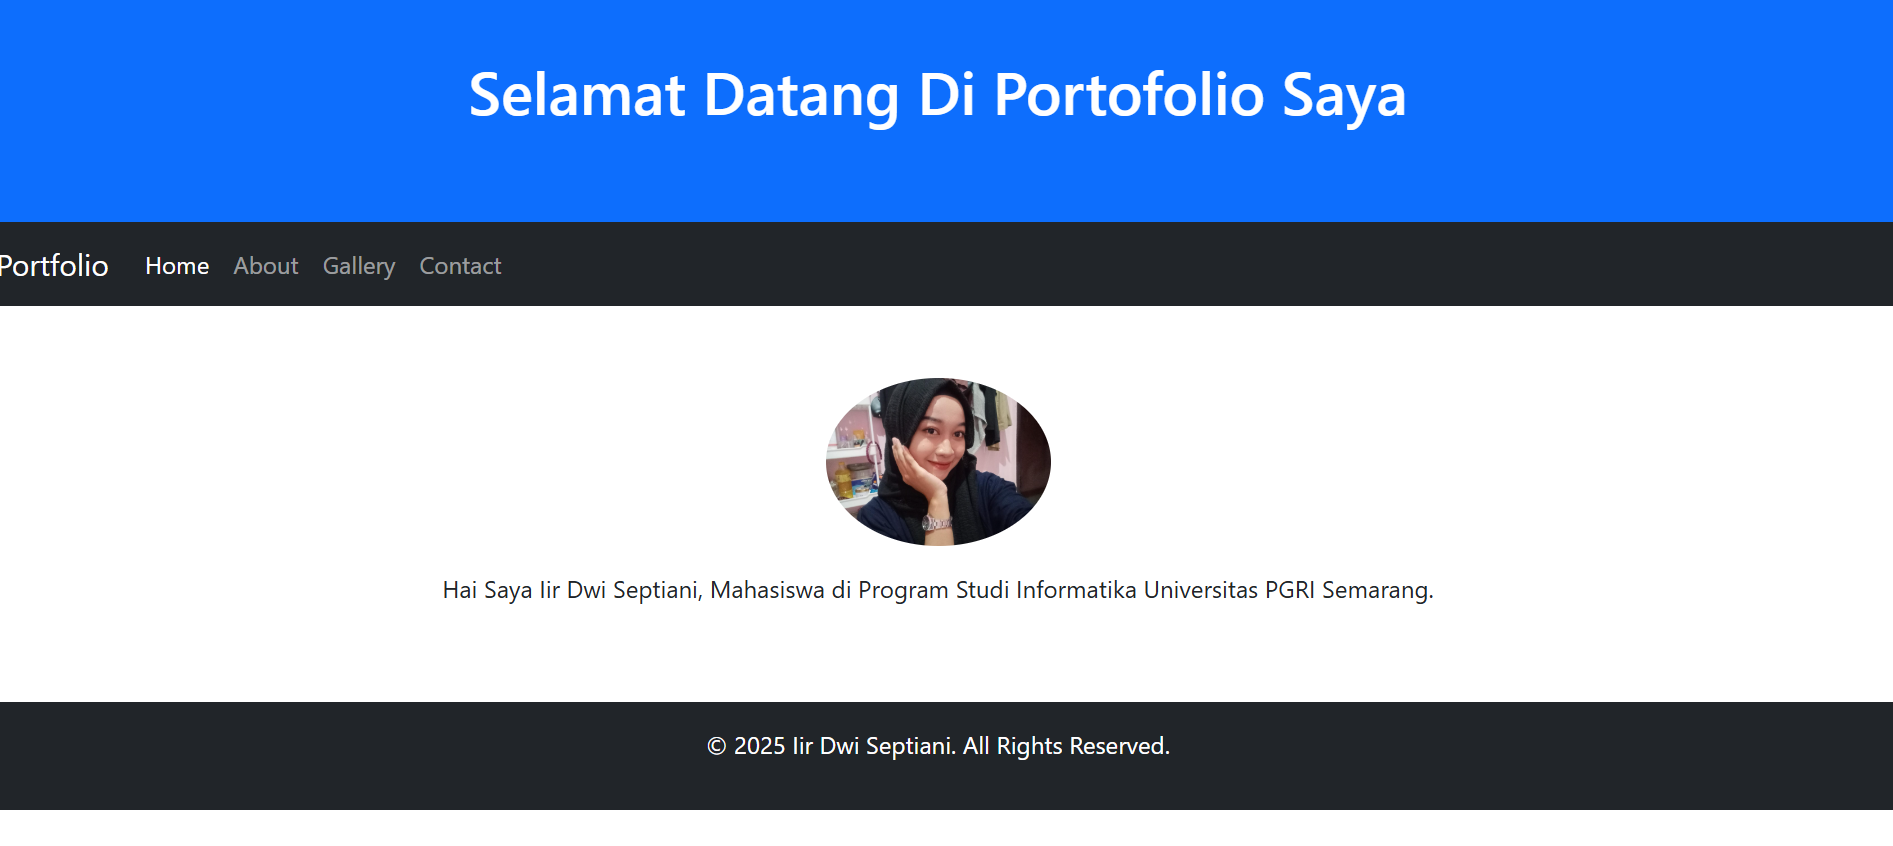 Selamat Datang Di Portofolio Saya
Portfolio Home About Gallery Contact
Hai Saya Iir Dwi Septiani, Mahasiswa di Program Studi Informatika Universitas PGRI Semarang.
© 2025 Iir Dwi Septiani. All Rights Reserved.